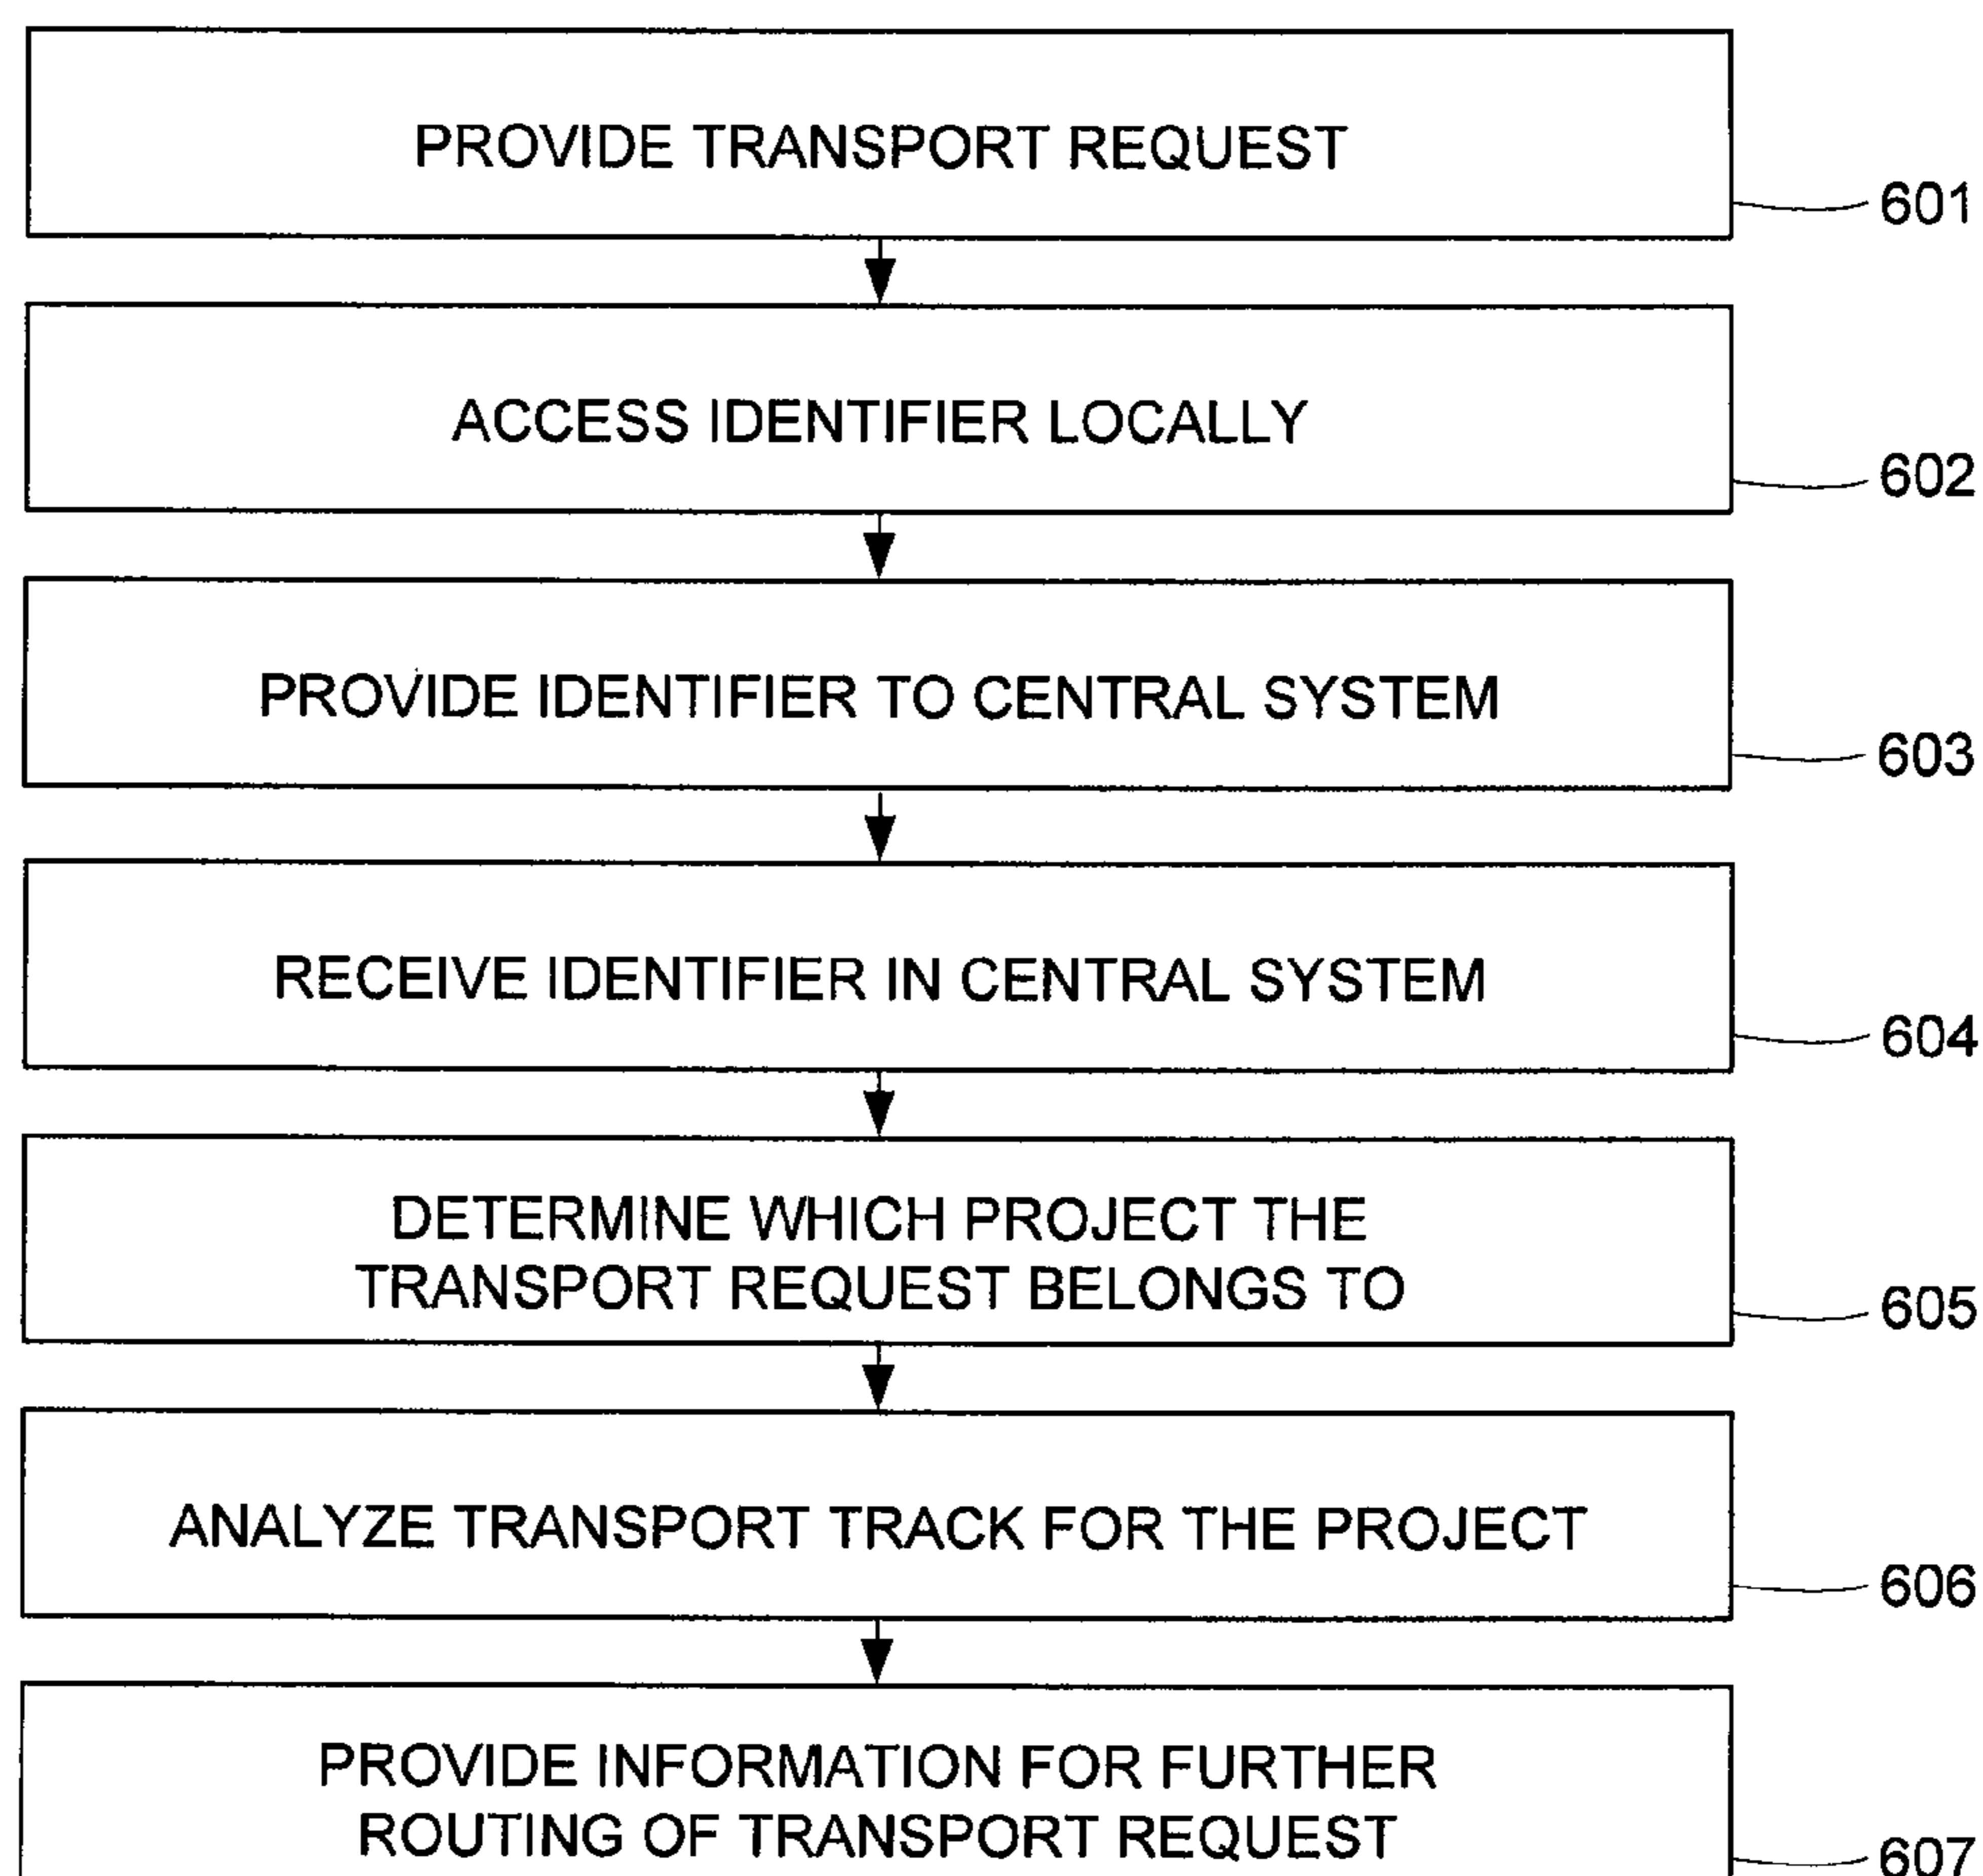 PROVIDE TRANSPORT REQUEST
601
ACCESS IDENTIFIER LOCALLY
602
PROVIDE IDENTIFIER TO CENTRAL SYSTEM
603
RECEIVE IDENTIFIER IN CENTRAL SYSTEM
604
DETERMINE WHICH PROJECT THE
TRANSPORT REQUEST BELONGS TO
605
ANALYZE TRANSPORT TRACK FOR THE PROJECT
606
PROVIDE INFORMATION FOR FURTHER
ROUTING OF TRANSPORT REQUEST
607